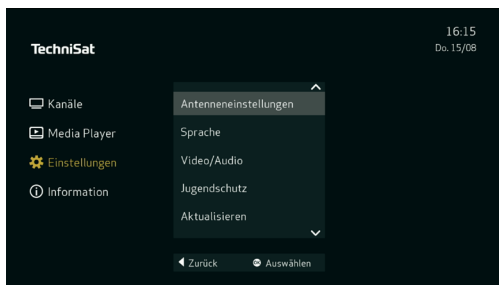 16:15
TechniSat
Do. 15/08
Kanäle
Media Player
Einstellungen
Information
Antenneneinstellungen
Sprache
Video/Audio
Jugendschutz
Aktualisieren
Zurück
OK Auswählen